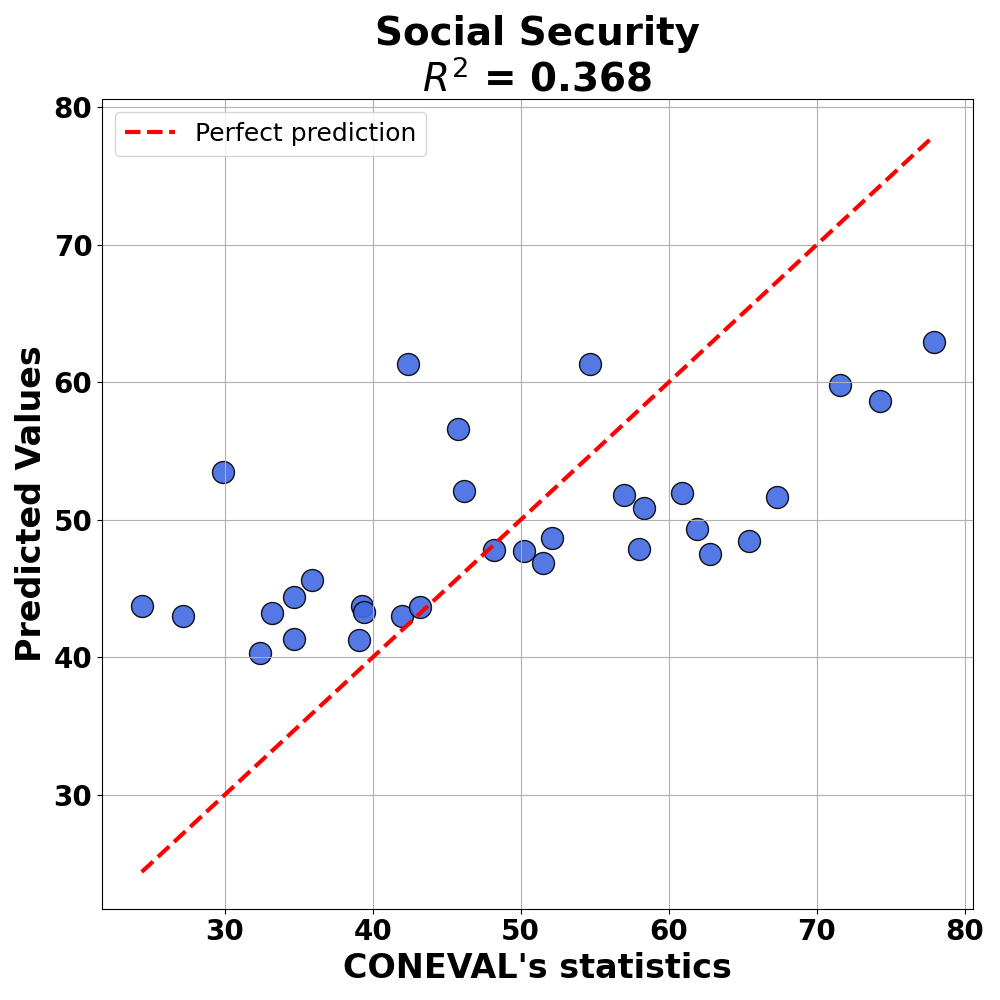 Social Security
R² = 0.368
Perfect prediction
80
70
60
50
40
30
Predicted Values
30 40 50 60 70 80
CONEVAL's statistics